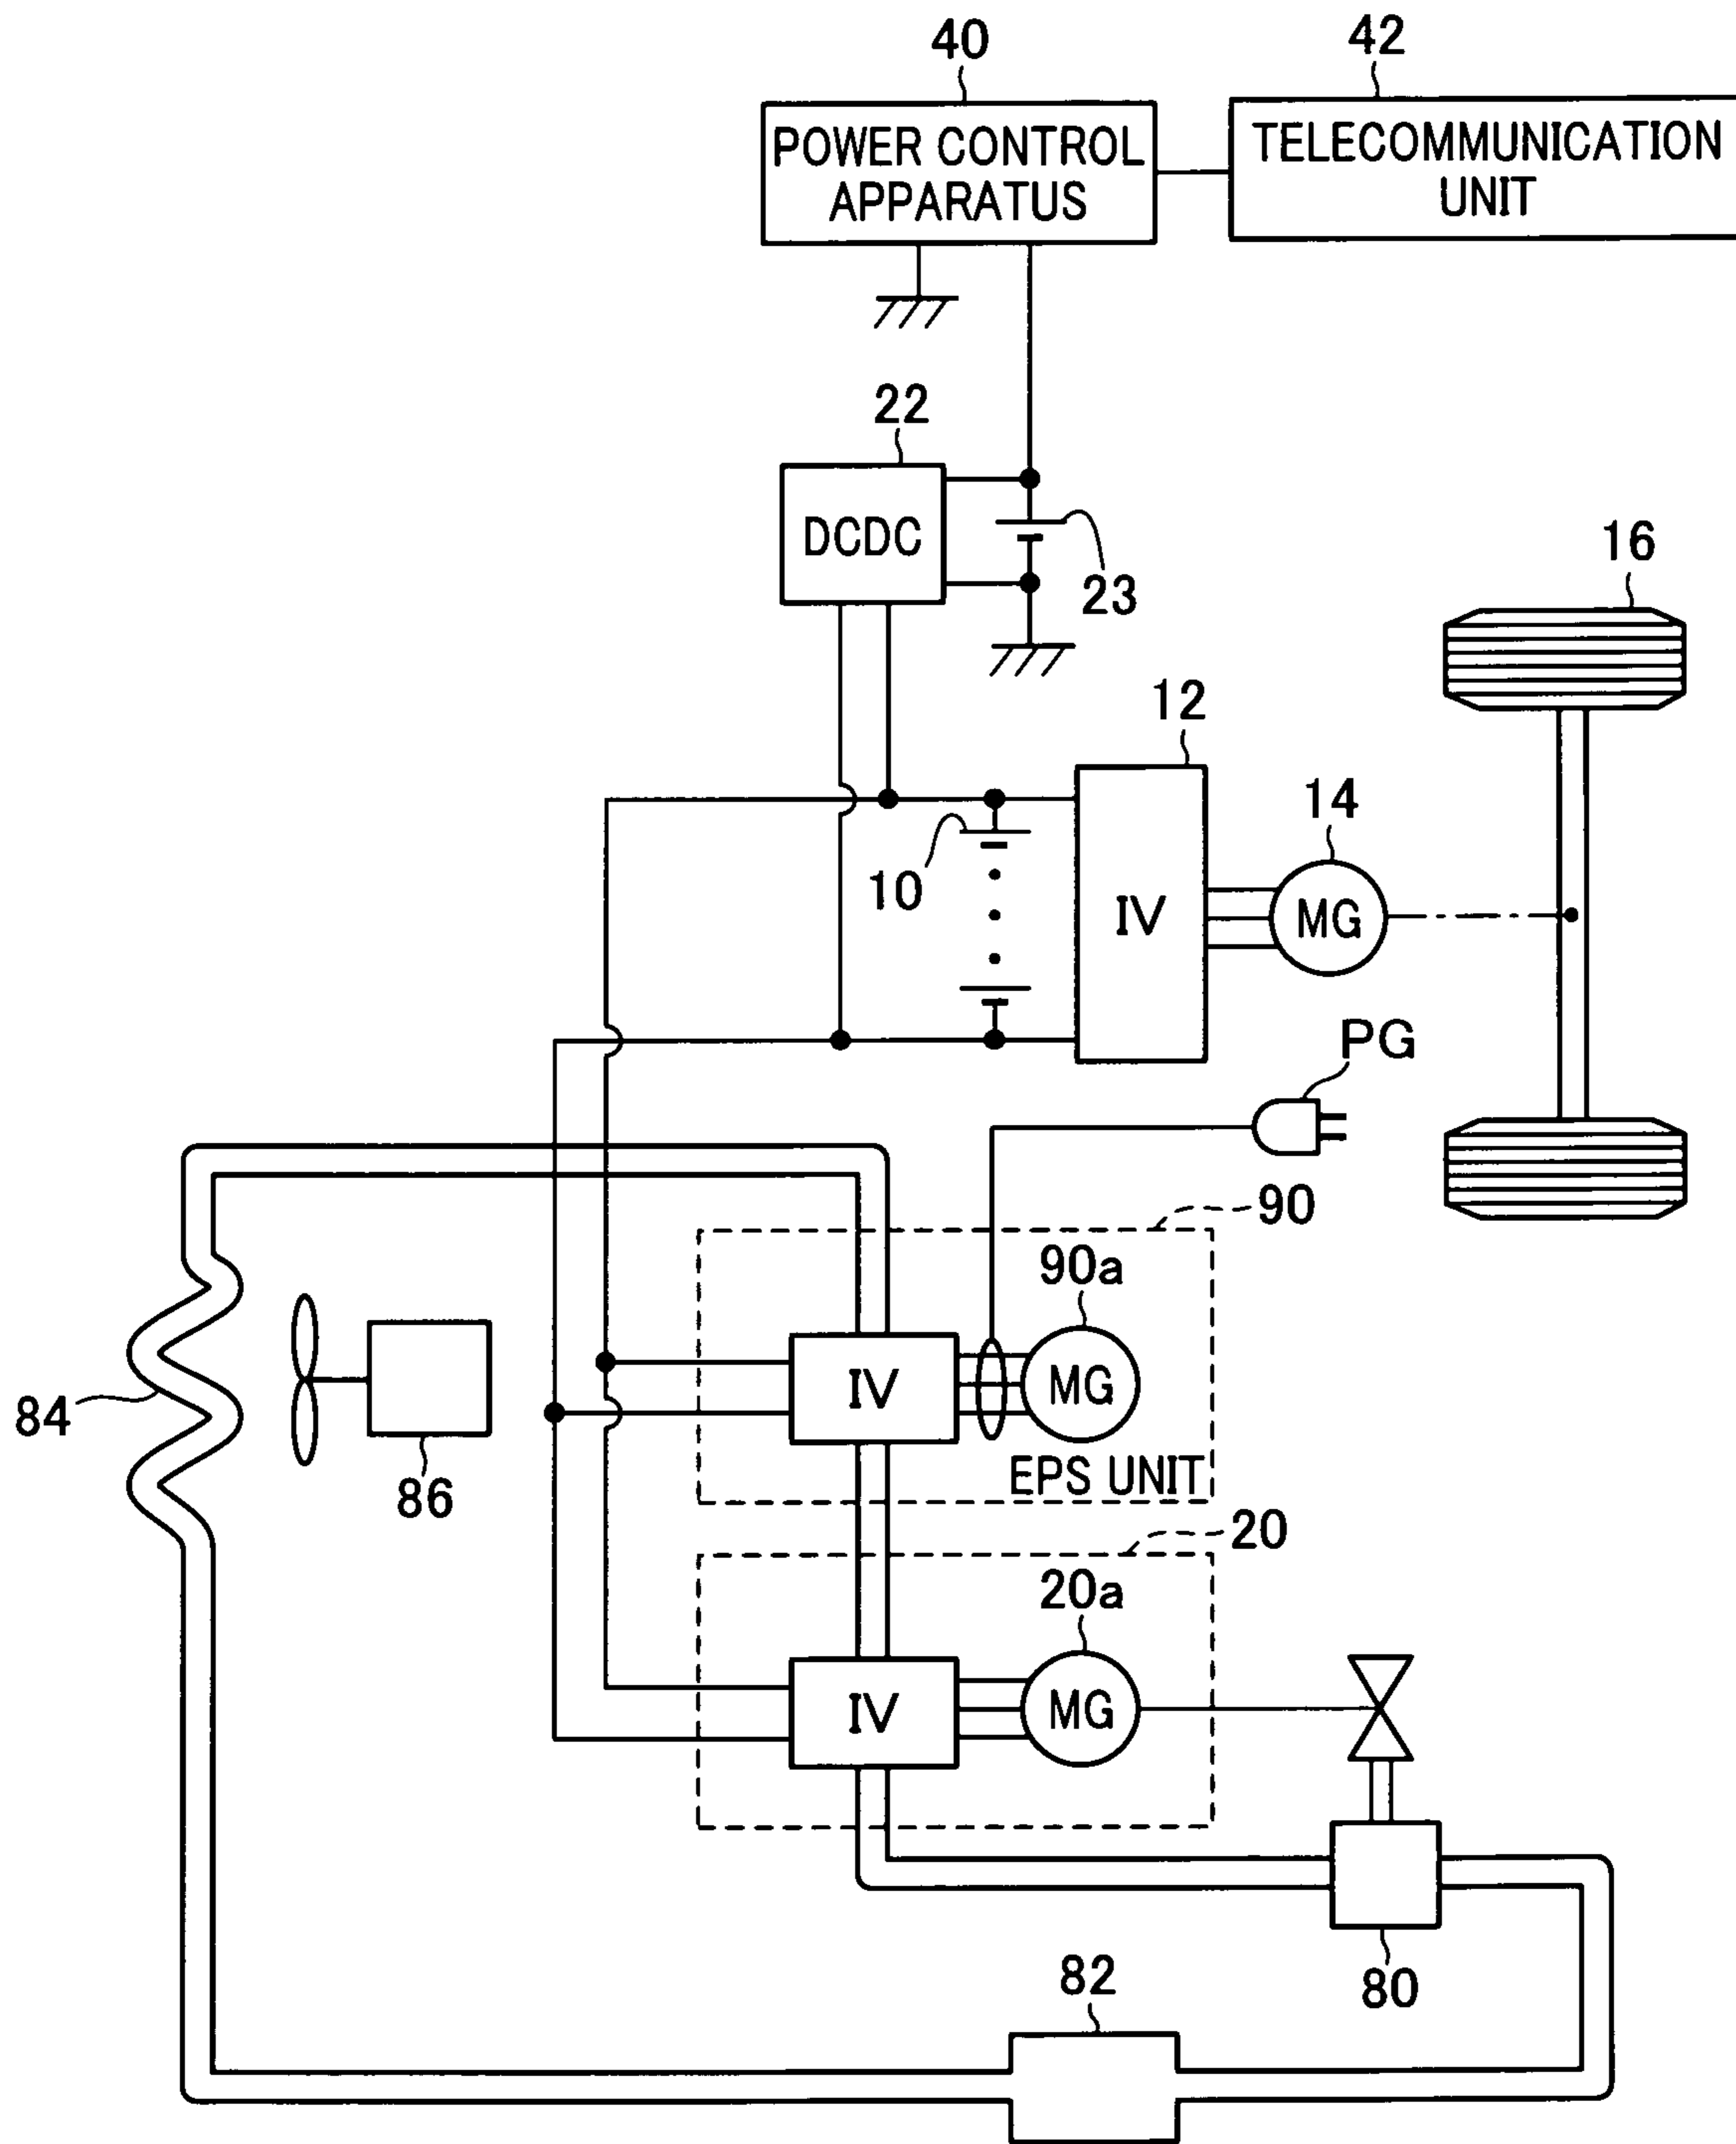 40
42
POWER CONTROL
APPARATUS
TELECOMMUNICATION
UNIT
22
DCDC
23
16
12
14
10
IV
MG
PG
90
90a
IV
MG
EPS UNIT
84
86
20
20a
IV
MG
80
82